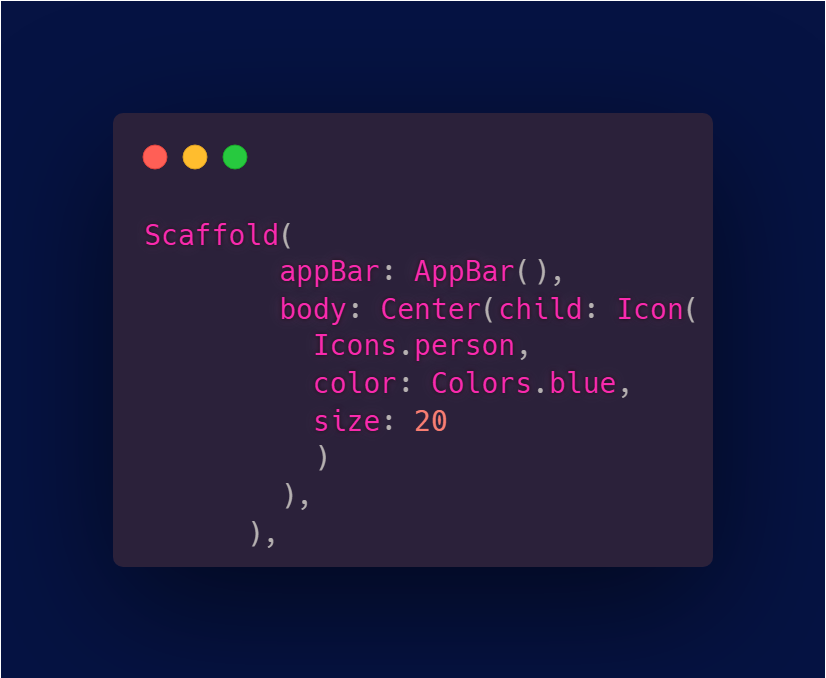 Scaffold(
        appBar: AppBar(),
        body: Center(child: Icon(
          Icons.person,
          color: Colors.blue,
          size: 20
          )
        ),
      ),